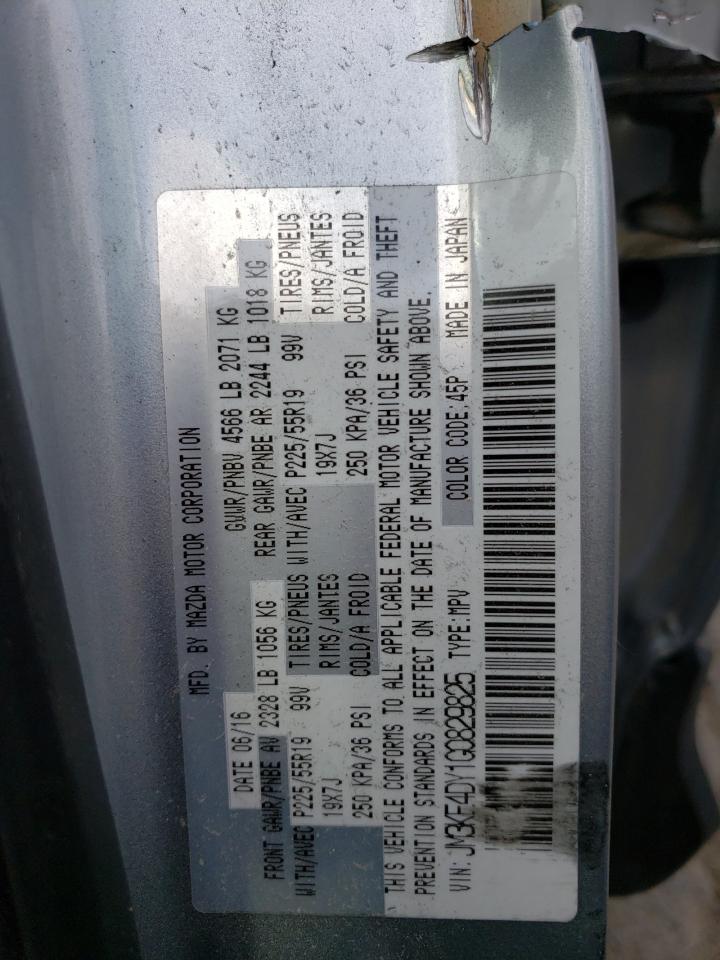 MFD. BY MAZDA MOTOR CORPORATION
DATE 06/16 GVWR/PNBV 4566 LB 2071 KG
FRONT GAWR/PNBE AV 2328 LB 1056 KG REAR GAWR/PNBE AR 2244 LB 1018 KG
WITH/AVEC P225/55R19 99V TIRES/PNEUS WITH/AVEC P225/55R19 99V TIRES/PNEUS
19X7J RIMS/JANTES 19X7J RIMS/JANTES
250 KPA/36 PSI COLD/A FROID 250 KPA/36 PSI COLD/A FROID
THIS VEHICLE CONFORMS TO ALL APPLICABLE FEDERAL MOTOR VEHICLE SAFETY AND THEFT
PREVENTION STANDARDS IN EFFECT ON THE DATE OF MANUFACTURE SHOWN ABOVE.
VIN: JM3KF4DY1G0829825 TYPE:MPV COLOR CODE:45P MADE IN JAPAN